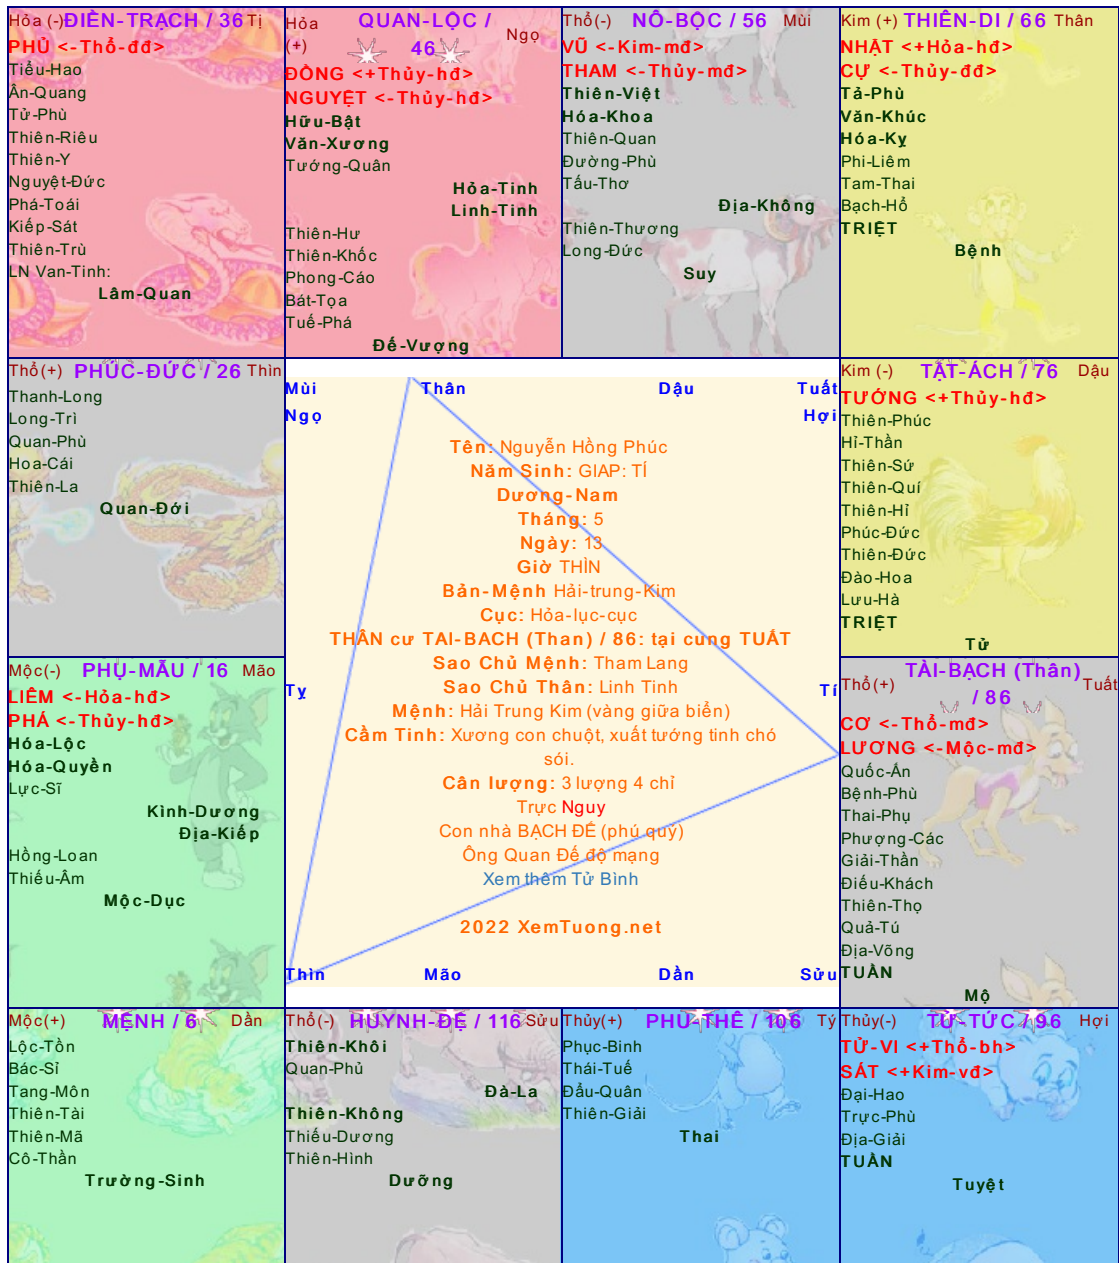 Hỏa (-) ĐIỀN-TRẠCH / 36 Tị
PHỦ <-Thổ-đđ>
Tiểu-Hao
Ân-Quang
Tử-Phù
Thiên-Riêu
Thiên-Y
Nguyệt-Đức
Phá-Toái
Kiếp-Sát
Thiên-Trù
LN Van-Tinh:
Lâm-Quan
Hỏa (+) QUAN-LỘC / 46 Ngọ
ĐỒNG <+Thủy-hđ>
NGUYỆT <-Thủy-hđ>
Hữu-Bật
Văn-Xương
Tướng-Quân
Hỏa-Tinh
Linh-Tinh
Thiên-Hư
Thiên-Khốc
Phong-Cáo
Bát-Tọa
Tuế-Phá
Đế-Vượng
Thổ(-) NÔ-BỘC / 56 Mùi
VŨ <-Kim-mđ>
THAM <-Thủy-mđ>
Thiên-Việt
Hóa-Khoa
Thiên-Quan
Đường-Phù
Tấu-Thơ
Địa-Không
Thiên-Thương
Long-Đức
Suy
Kim (+) THIÊN-DI / 66 Thân
NHẬT <+Hỏa-hđ>
CỰ <-Thủy-đđ>
Tả-Phù
Văn-Khúc
Hóa-Kỵ
Phi-Liêm
Tam-Thai
Bạch-Hổ
TRIỆT
Bệnh
Thổ(+) PHÚC-ĐỨC / 26 Thìn
Thanh-Long
Long-Trì
Quan-Phù
Hoa-Cái
Thiên-La
Quan-Đới
Mùi Thân Dậu Tuất
Ngọ Hợi
Tên: Nguyễn Hồng Phúc
Năm Sinh: GIAP: TÍ
Dương-Nam
Tháng: 5
Ngày: 13
Giờ THÌN
Bản-Mệnh Hải-trung-Kim
Cục: Hỏa-lục-cục
THÂN cư TAI-BACH (Than) / 86: tại cung TUẤT
Sao Chủ Mệnh: Tham Lang
Tỵ Sao Chủ Thân: Linh Tinh Tí
Mệnh: Hải Trung Kim (vàng giữa biển)
Cầm Tinh: Xương con chuột, xuất tướng tinh chó
sói.
Cân lượng: 3 lượng 4 chỉ
Trực Nguy
Con nhà BẠCH ĐẾ (phú quý)
Ông Quan Đế độ mạng
Xem thêm Tử Bình
2022 XemTuong.net
Thìn Mão Dần Sửu
Kim (-) TẬT-ÁCH / 76 Dậu
TƯỚNG <+Thủy-hđ>
Thiên-Phúc
Hỉ-Thần
Thiên-Sứ
Thiên-Quí
Thiên-Hỉ
Phúc-Đức
Thiên-Đức
Đào-Hoa
Lưu-Hà
TRIỆT
Tử
Mộc(-) PHỤ-MẪU / 16 Mão
LIÊM <-Hỏa-hđ>
PHÁ <-Thủy-hđ>
Hóa-Lộc
Hóa-Quyền
Lực-Sĩ
Kình-Dương
Địa-Kiếp
Hồng-Loan
Thiếu-Âm
Mộc-Dục
Thổ(+) TÀI-BẠCH (Thân) / 86 Tuất
CƠ <-Thổ-mđ>
LƯƠNG <-Mộc-mđ>
Quốc-Ấn
Bệnh-Phù
Thai-Phụ
Phượng-Các
Giải-Thần
Điếu-Khách
Thiên-Thọ
Quả-Tú
Địa-Võng
TUẦN
Mộ
Mộc(+) MỆNH / 6 Dần
Lộc-Tồn
Bác-Sĩ
Tang-Môn
Thiên-Tài
Thiên-Mã
Cô-Thần
Trường-Sinh
Thổ(-) HUYNH-ĐỆ / 116 Sửu
Thiên-Khôi
Quan-Phủ
Đà-La
Thiên-Không
Thiếu-Dương
Thiên-Hình
Dưỡng
Thủy(+) PHU-THÊ / 106 Tý
Phục-Binh
Thái-Tuế
Đẩu-Quân
Thiên-Giải
Thai
Thủy(-) TỬ-TỨC / 96 Hợi
TỬ-VI <+Thổ-bh>
SÁT <+Kim-vđ>
Đại-Hao
Trực-Phù
Địa-Giải
TUẦN
Tuyệt